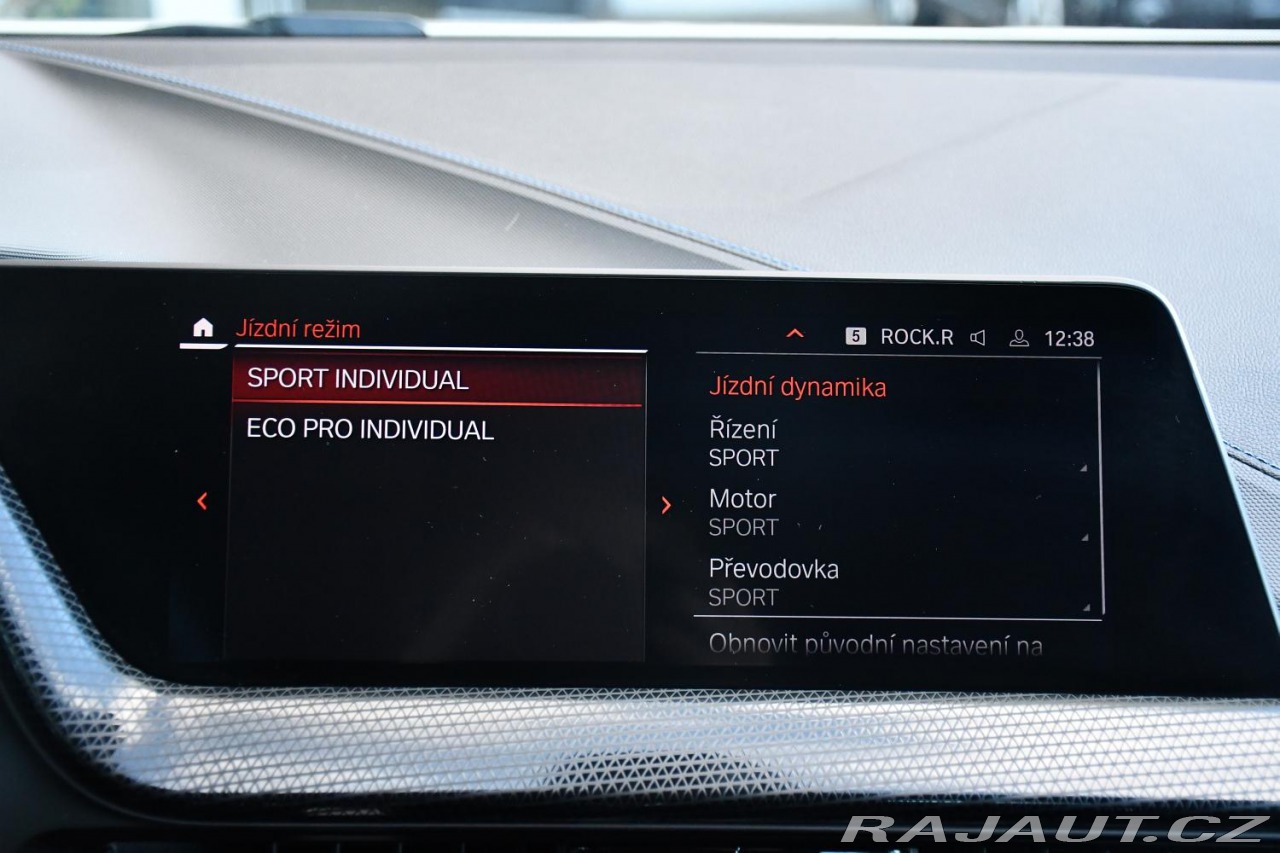 Jízdní režim
5 ROCK.R 12:38
SPORT INDIVIDUAL
ECO PRO INDIVIDUAL
Jízdní dynamika
Řízení
SPORT
Motor
SPORT
Převodovka
SPORT
Obnovit původní nastavení na
RAJAUT.CZ